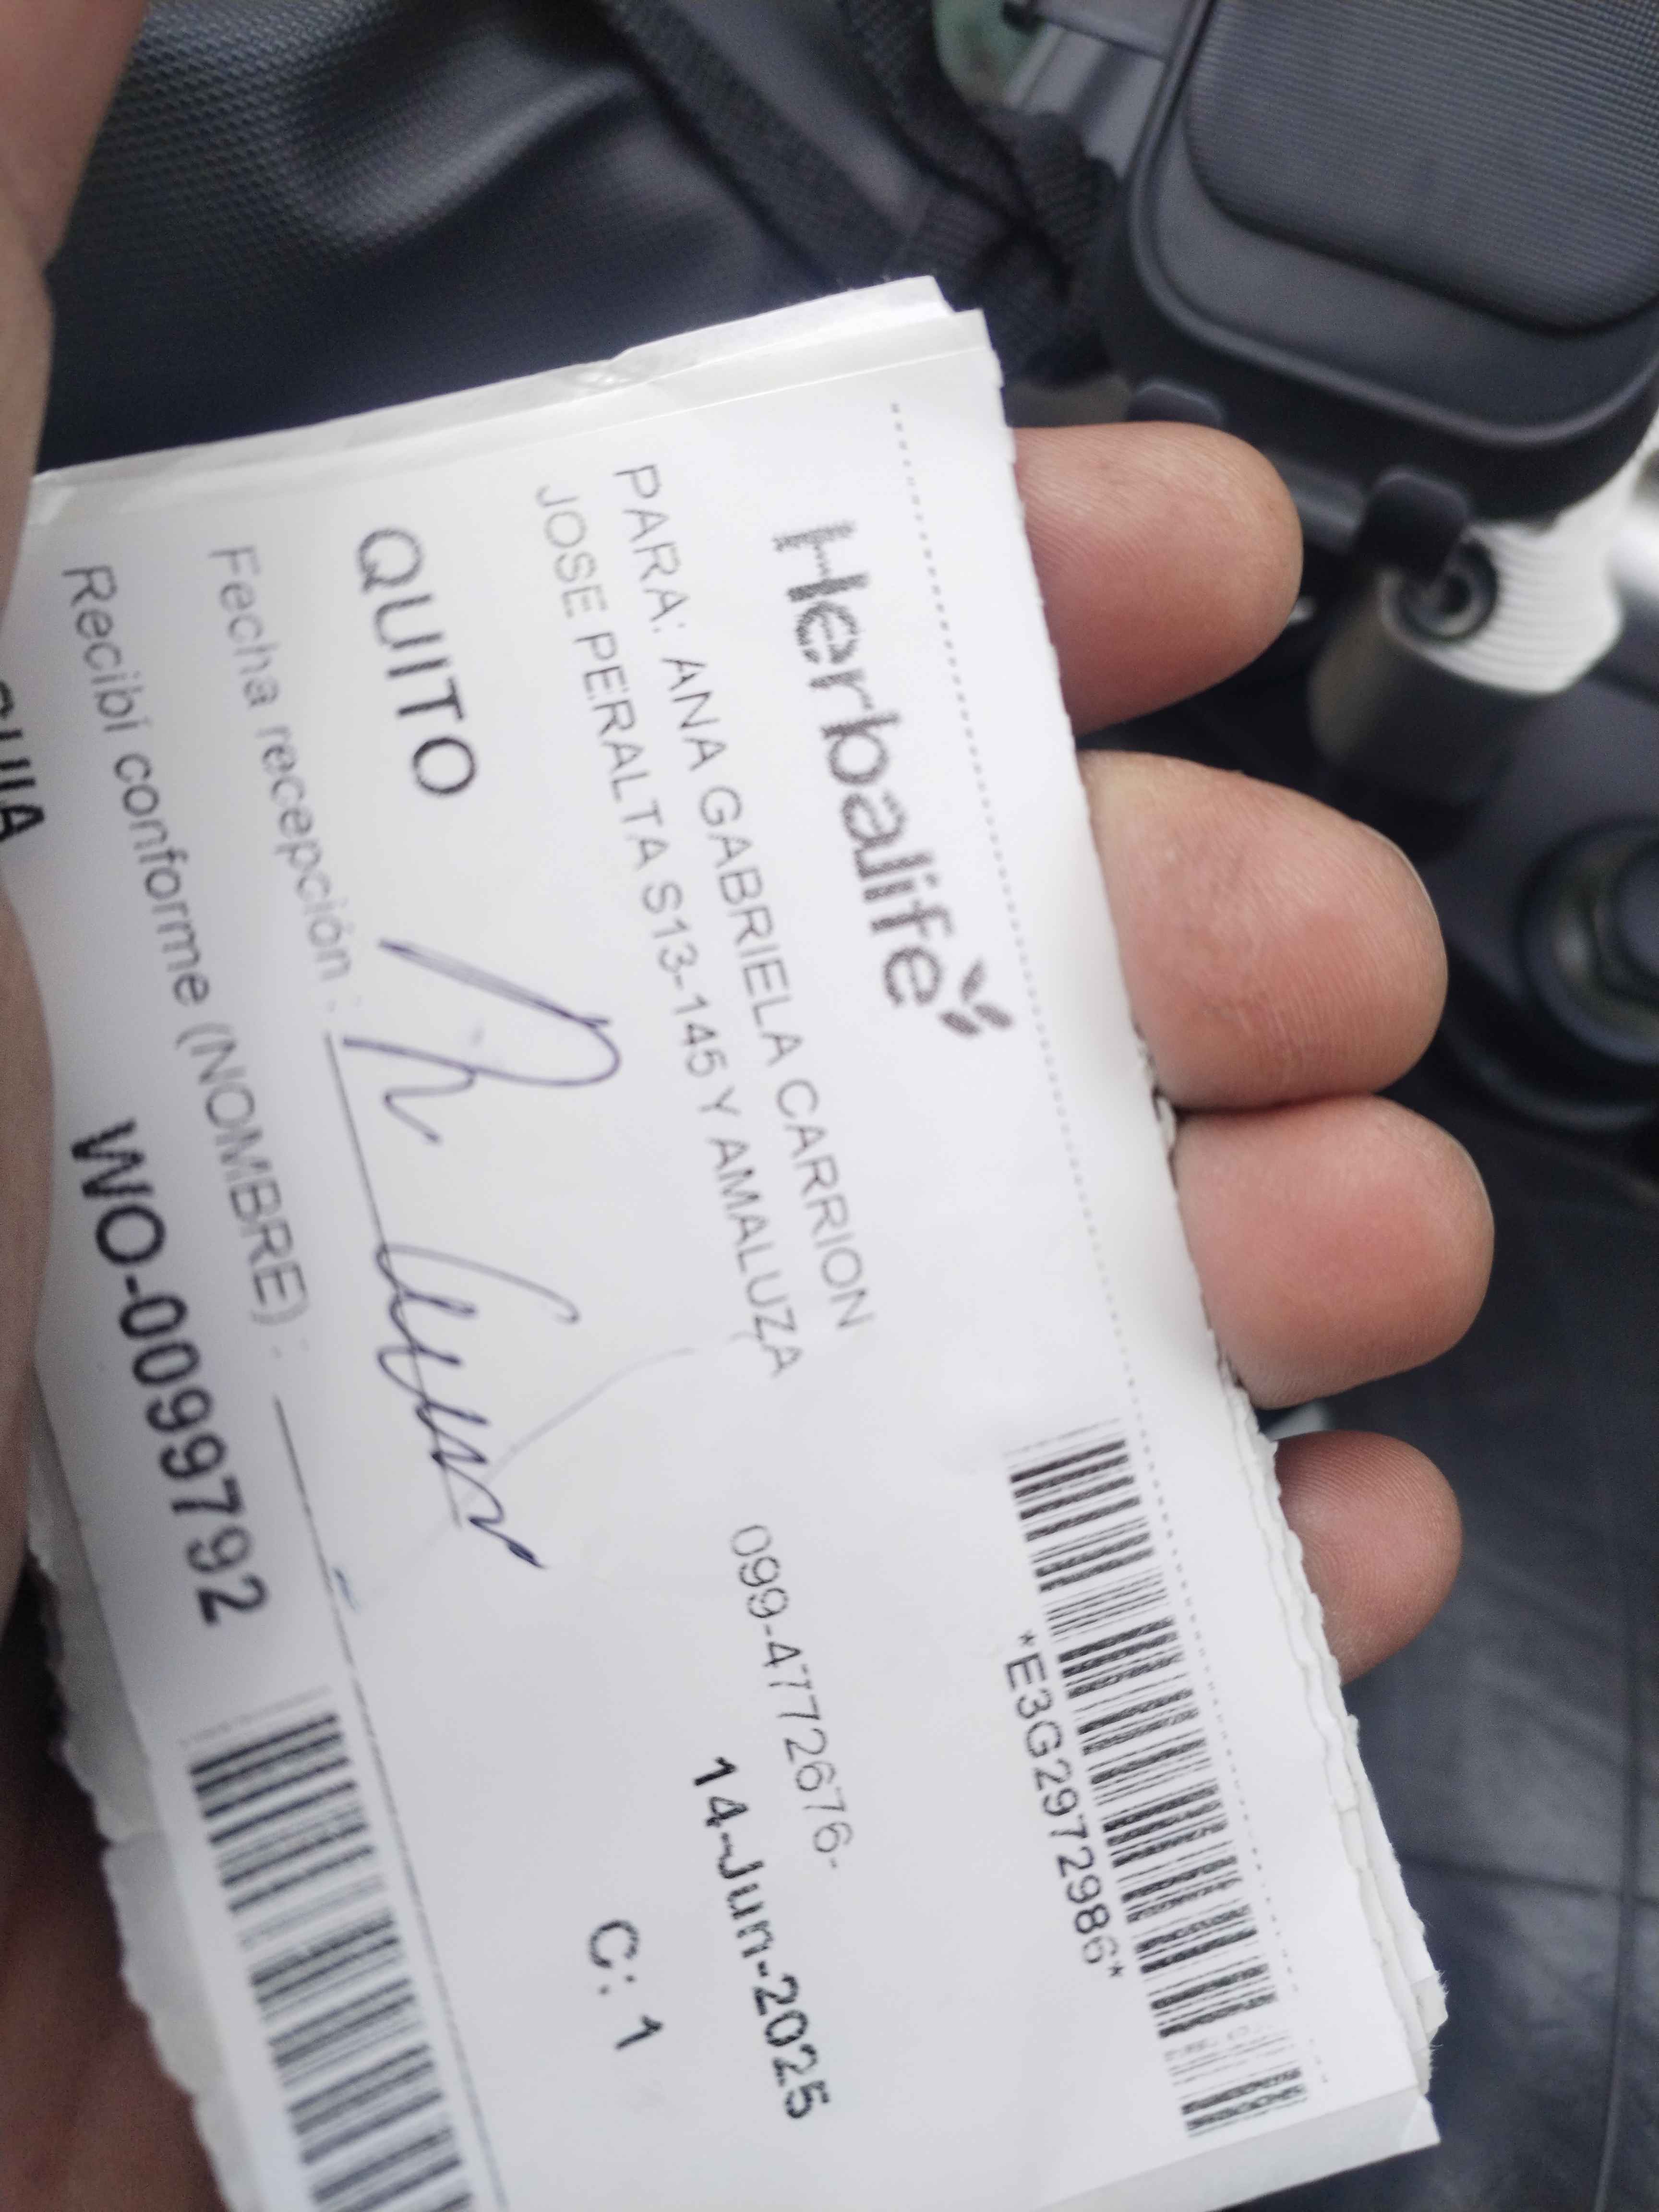 *E3G2972986*
Herbalife
PARA: ANA GABRIELA CARRION 099-4772676-
JOSE PERALTA S13-145 Y AMALUZA
14-Jun-2025
QUITO C: 1
Fecha recepción :
Recibí conforme (NOMBRE) :
GUIA WO-00997792